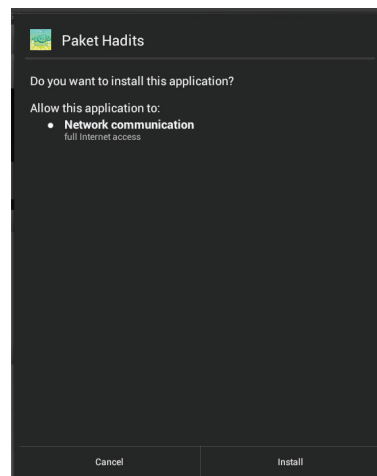 Paket Hadits
Do you want to install this application?
Allow this application to:
● Network communication
full Internet access
Cancel
Install